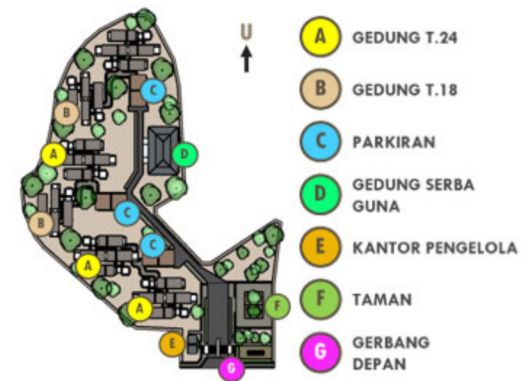 U
A GEDUNG T.24
B GEDUNG T.18
C PARKIRAN
D GEDUNG SERBA
GUNA
E KANTOR PENGELOLA
F TAMAN
G GERBANG
DEPAN
C
B
A
D
B
C
C
A
A
F
E
G